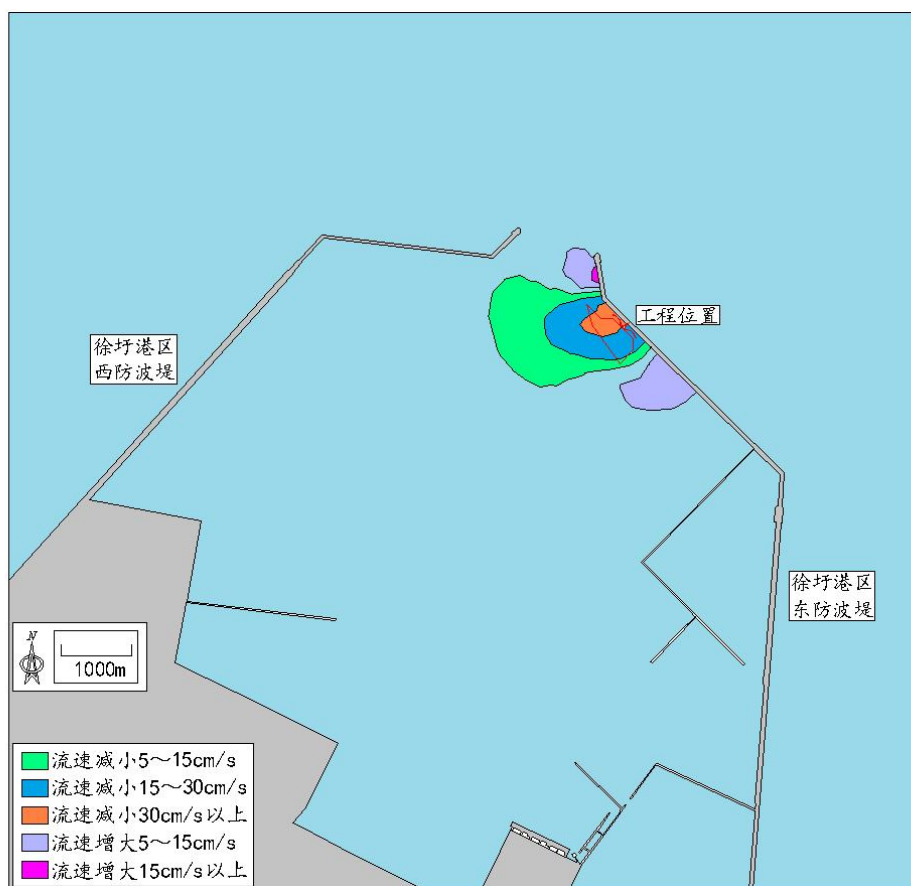 工程位置
徐圩港区
西防波堤
徐圩港区
东防波堤
N
1000m
流速减小5～15cm/s
流速减小15～30cm/s
流速减小30cm/s以上
流速增大5～15cm/s
流速增大15cm/s以上